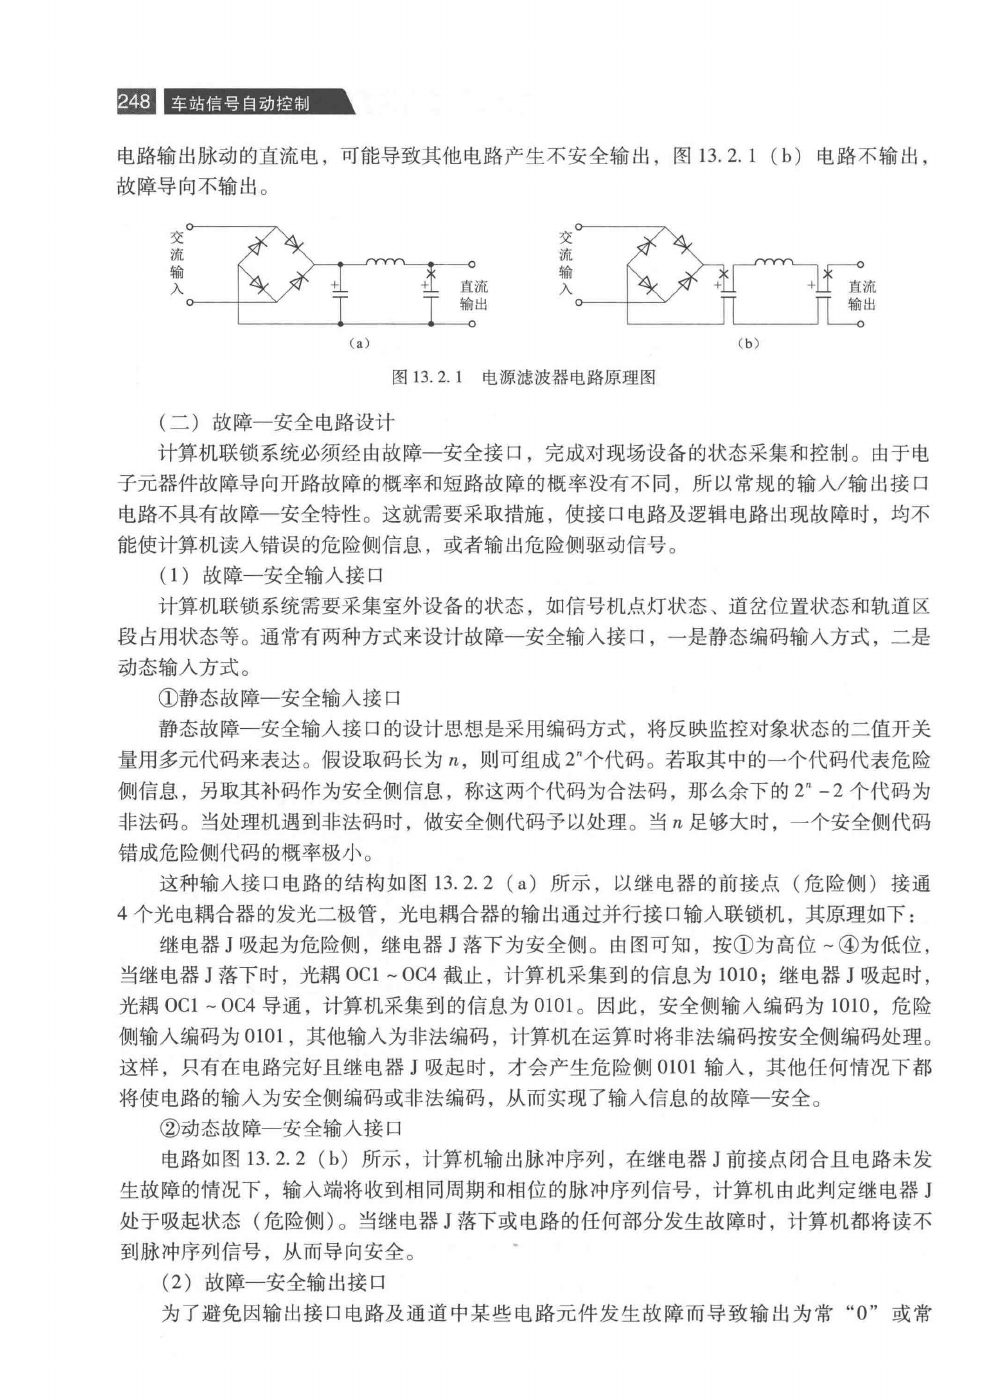 248 车站信号自动控制
电路输出脉动的直流电，可能导致其他电路产生不安全输出，图 13.2.1（b）电路不输出，
故障导向不输出。
交流输入
直流
输出
(a)
交流输入
直流
输出
(b)
图 13.2.1 电源滤波器电路原理图
（二）故障—安全电路设计
计算机联锁系统必须经由故障—安全接口，完成对现场设备的状态采集和控制。由于电
子元器件故障导向开路故障的概率和短路故障的概率没有不同，所以常规的输入/输出接口
电路不具有故障—安全特性。这就需要采取措施，使接口电路及逻辑电路出现故障时，均不
能使计算机读入错误的危险侧信息，或者输出危险侧驱动信号。
（1）故障—安全输入接口
计算机联锁系统需要采集室外设备的状态，如信号机点灯状态、道岔位置状态和轨道区
段占用状态等。通常有两种方式来设计故障—安全输入接口，一是静态编码输入方式，二是
动态输入方式。
①静态故障—安全输入接口
静态故障—安全输入接口的设计思想是采用编码方式，将反映监控对象状态的二值开关
量用多元代码来表达。假设取码长为 n，则可组成 2ⁿ个代码。若取其中的一个代码代表危险
侧信息，另取其补码作为安全侧信息，称这两个代码为合法码，那么余下的 2ⁿ－2 个代码为
非法码。当处理机遇到非法码时，做安全侧代码予以处理。当 n 足够大时，一个安全侧代码
错成危险侧代码的概率极小。
这种输入接口电路的结构如图 13.2.2（a）所示，以继电器的前接点（危险侧）接通
4 个光电耦合器的发光二极管，光电耦合器的输出通过并行接口输入联锁机，其原理如下：
继电器 J 吸起为危险侧，继电器 J 落下为安全侧。由图可知，按①为高位～④为低位，
当继电器 J 落下时，光耦 OC1～OC4 截止，计算机采集到的信息为 1010；继电器 J 吸起时，
光耦 OC1～OC4 导通，计算机采集到的信息为 0101。因此，安全侧输入编码为 1010，危险
侧输入编码为 0101，其他输入为非法编码，计算机在运算时将非法编码按安全侧编码处理。
这样，只有在电路完好且继电器 J 吸起时，才会产生危险侧 0101 输入，其他任何情况下都
将使电路的输入为安全侧编码或非法编码，从而实现了输入信息的故障—安全。
②动态故障—安全输入接口
电路如图 13.2.2（b）所示，计算机输出脉冲序列，在继电器 J 前接点闭合且电路未发
生故障的情况下，输入端将收到相同周期和相位的脉冲序列信号，计算机由此判定继电器 J
处于吸起状态（危险侧）。当继电器 J 落下或电路的任何部分发生故障时，计算机都将读不
到脉冲序列信号，从而导向安全。
（2）故障—安全输出接口
为了避免因输出接口电路及通道中某些电路元件发生故障而导致输出为常“0”或常